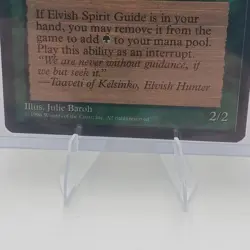 If Elvish Spirit Guide is in your
hand, you may remove it from the
game to add to your mana pool.
Play this ability as an interrupt.
"We are never without guidance, if
we but seek it."
—Taaveti of Kelsinko, Elvish Hunter
Illus. Julie Baroh
2/2